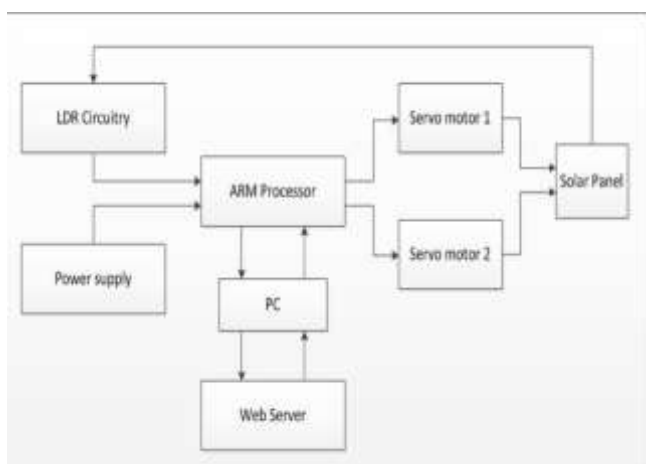 LDR Circuitry
Servo motor 1
ARM Processor
Solar Panel
Servo motor 2
Power supply
PC
Web Server